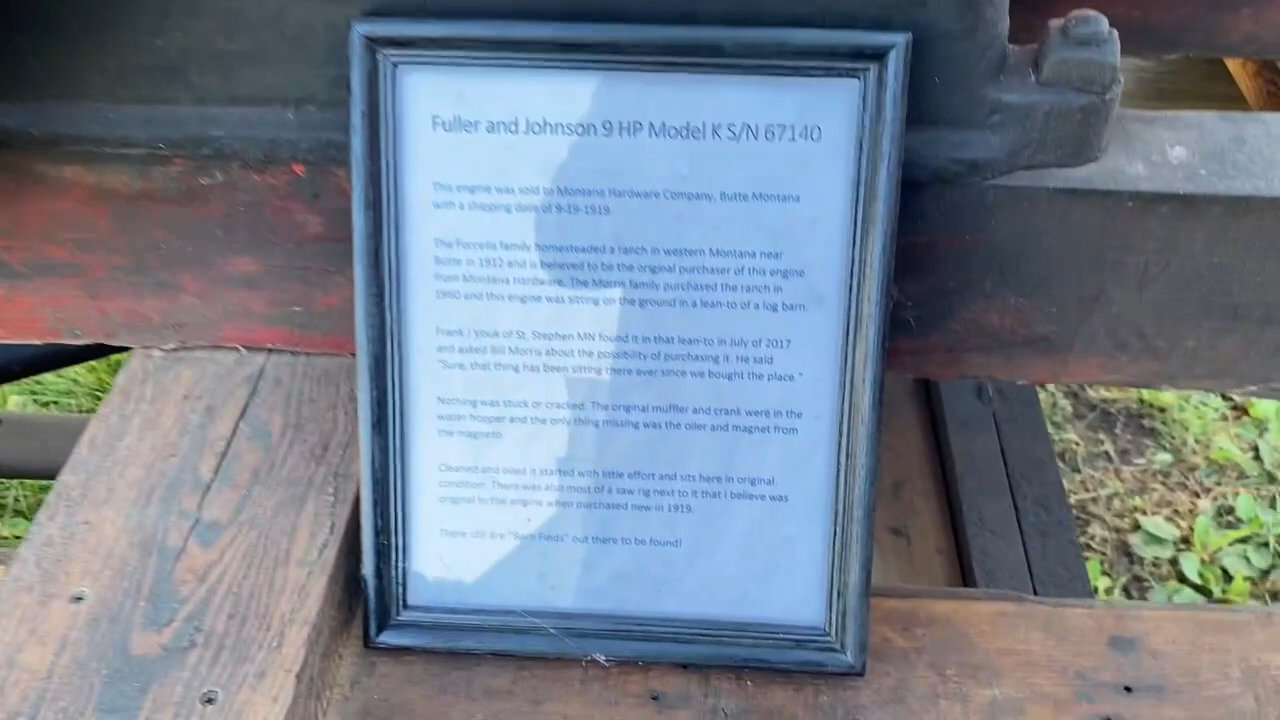 Fuller and Johnson 9 HP Model K S/N 67140
This engine was sold to Montana Hardware Company, Butte Montana
with a shipping date of 9-19-1919.
The Forcella family homesteaded a ranch in western Montana near
Butte in 1912 and is believed to be the original purchaser of this engine
from Montana Hardware. The Morris family purchased the ranch in
1960 and this engine was sitting on the ground in a lean-to of a log barn.
Frank J Youk of St. Stephen MN found it in that lean-to in July of 2017
and asked Bill Morris about the possibility of purchasing it. He said
"Sure, that thing has been sitting there ever since we bought the place."
Nothing was stuck or cracked. The original muffler and crank were in the
water hopper and the only thing missing was the oiler and magnet from
the magneto.
Cleaned and oiled it started with little effort and sits here in original
condition. There was also most of a saw rig next to it that I believe was
original to the engine when purchased new in 1919.
There still are "Barn Finds" out there to be found!